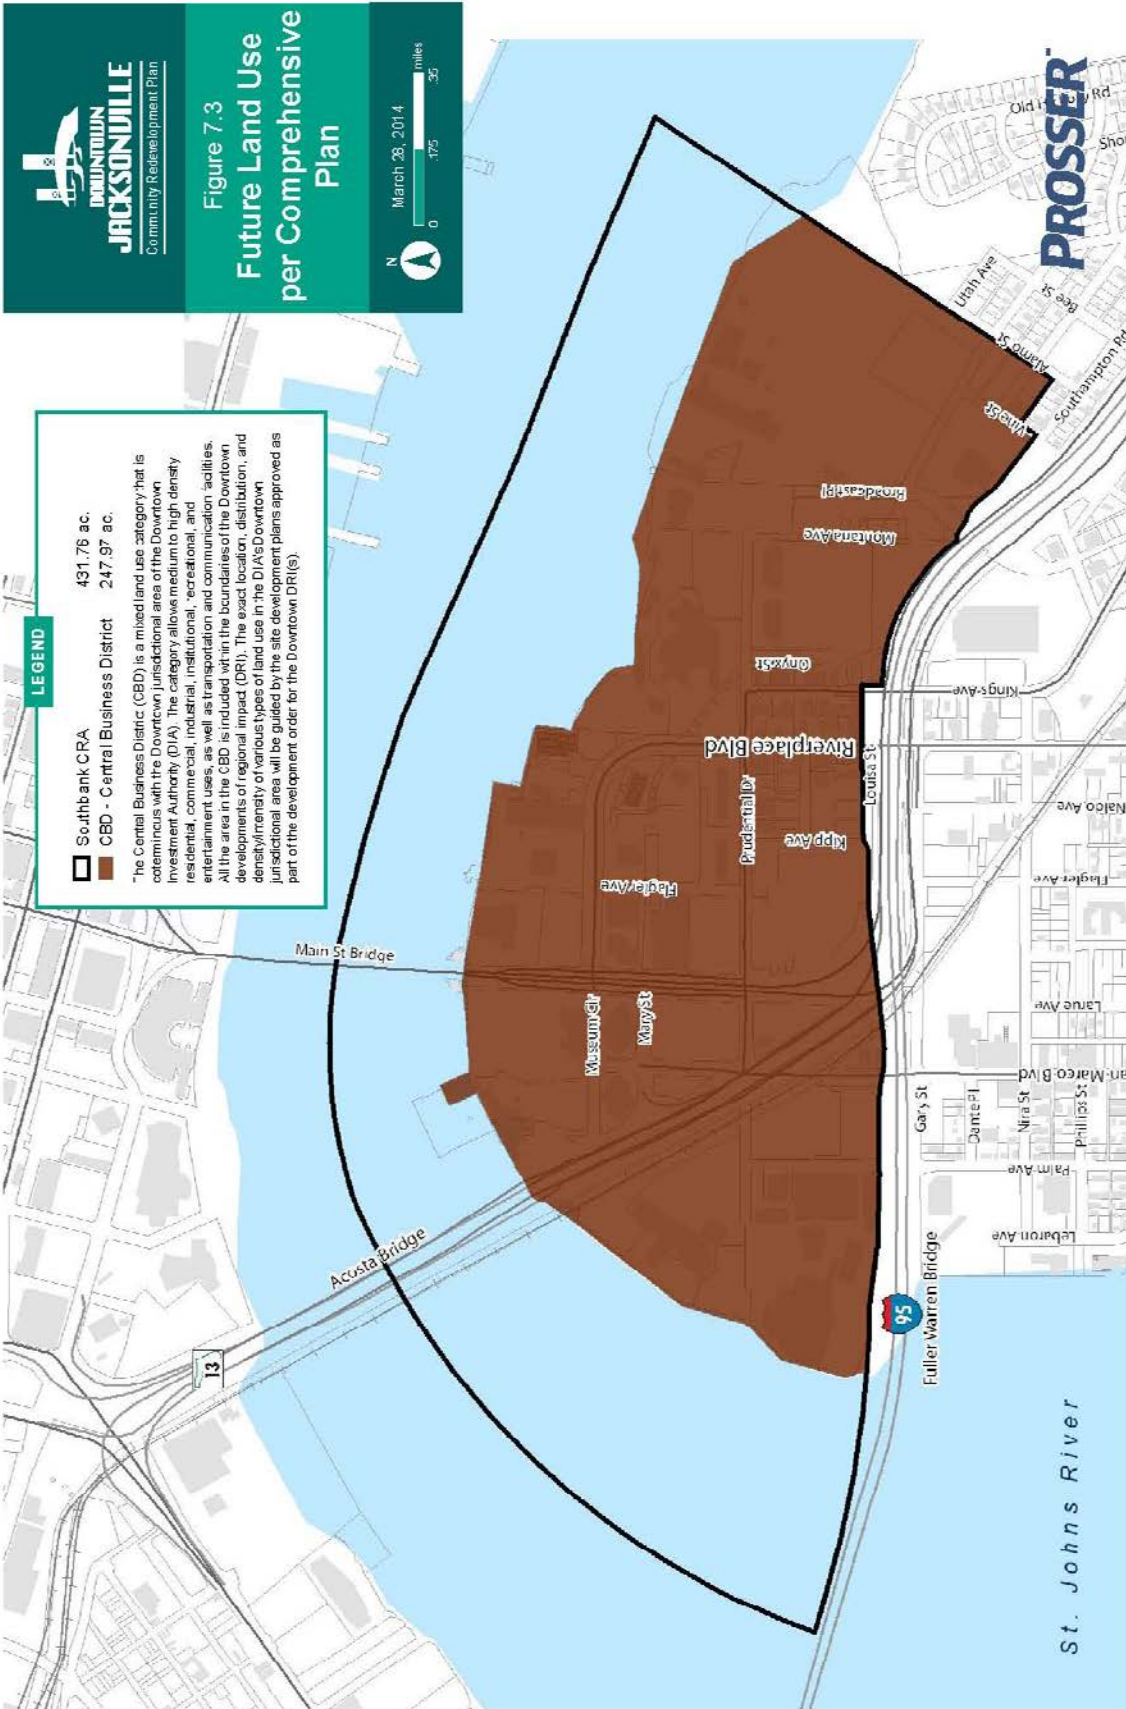 DOWNTOWN
JACKSONVILLE
Community Redevelopment Plan
Figure 7.3
Future Land Use
per Comprehensive
Plan
March 28, 2014
N
0 .175 .35 miles
LEGEND
Southbank CRA 431.76 ac.
CBD - Central Business District 247.97 ac.
The Central Business District (CBD) is a mixed land use category that is
coterminous with the Downtown jurisdictional area of the Downtown
Investment Authority (DIA). The category allows medium to high density
residential, commercial, industrial, institutional, recreational, and
entertainment uses, as well as transportation and communication facilities.
All the area in the CBD is included within the boundaries of the Downtown
developments of regional impact (DRI). The exact location, distribution, and
density/intensity of various types of land use in the DIA's Downtown
jurisdictional area will be guided by the site development plans approved as
part of the development order for the Downtown DRI(s).
Main St Bridge
Acosta Bridge
13
Museum Cir
Mary St
Flagler Ave
Prudential Dr
Kipp Ave
Riverplace Blvd
Onyx St
Montana Ave
Broadcast Pl
Vine St
Alamo St
Utah Ave
Bee St
Southampton Rd
Old Hickory Rd
Louisa St
Kings Ave
Naldo Ave
Flagler Ave
Larue Ave
an Marco Blvd
Gary St
Dante Pl
Nira St
Phillips St
Palm Ave
Lebaron Ave
95
Fuller Warren Bridge
St. Johns River
PROSSER